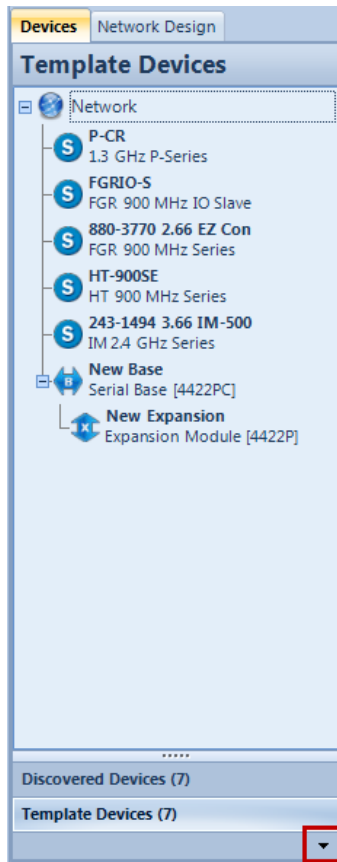 Devices
Network Design
Template Devices
Network
S
P-CR
1.3 GHz P-Series
S
FGRIO-S
FGR 900 MHz IO Slave
S
880-3770 2.66 EZ Con
FGR 900 MHz Series
S
HT-900SE
HT 900 MHz Series
S
243-1494 3.66 IM-500
IM 2.4 GHz Series
B
New Base
Serial Base [4422PC]
X
New Expansion
Expansion Module [4422P]
Discovered Devices (7)
Template Devices (7)